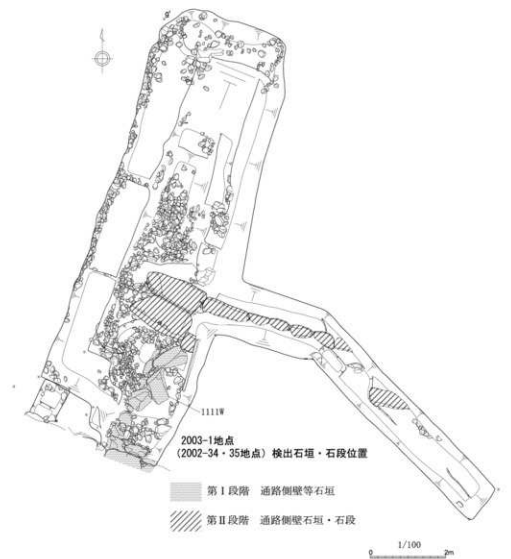 1111W
2003-1地点
（2002-34・35地点）検出石垣・石段位置
第Ⅰ段階 通路側壁等石垣
第Ⅱ段階 通路側壁石垣・石段
1/100
0 2m